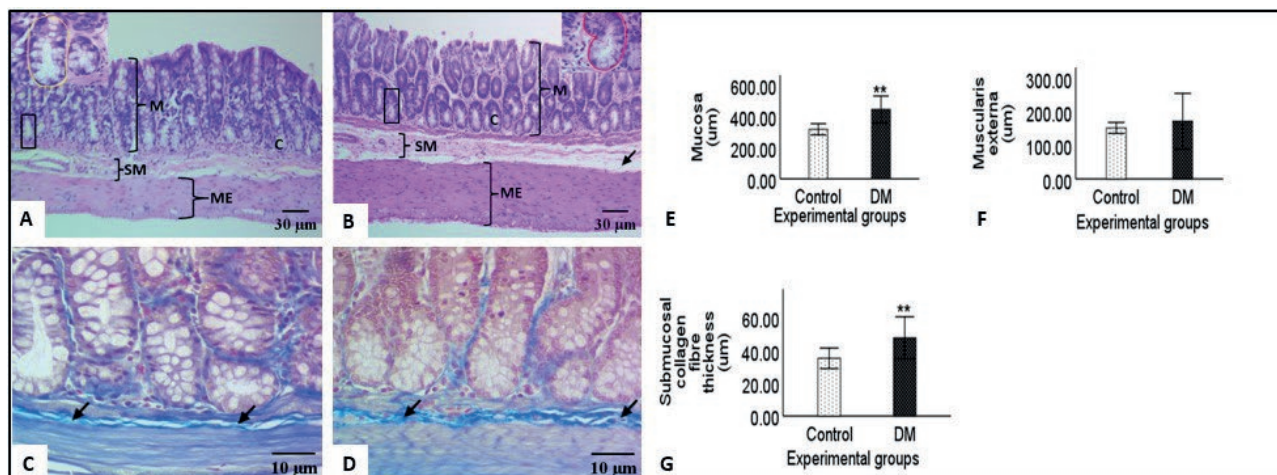 M
C
SM
ME
A
30 µm
M
C
SM
ME
B
30 µm
C
10 µm
D
10 µm
Mucosa
(um)
600.00
400.00
200.00
0.00
**
Control DM
Experimental groups
E
Muscularis
externa
(um)
300.00
200.00
100.00
0.00
Control DM
Experimental groups
F
Submucosal
collagen
fibre
thickness
(um)
60.00
40.00
20.00
0.00
**
Control DM
Experimental groups
G